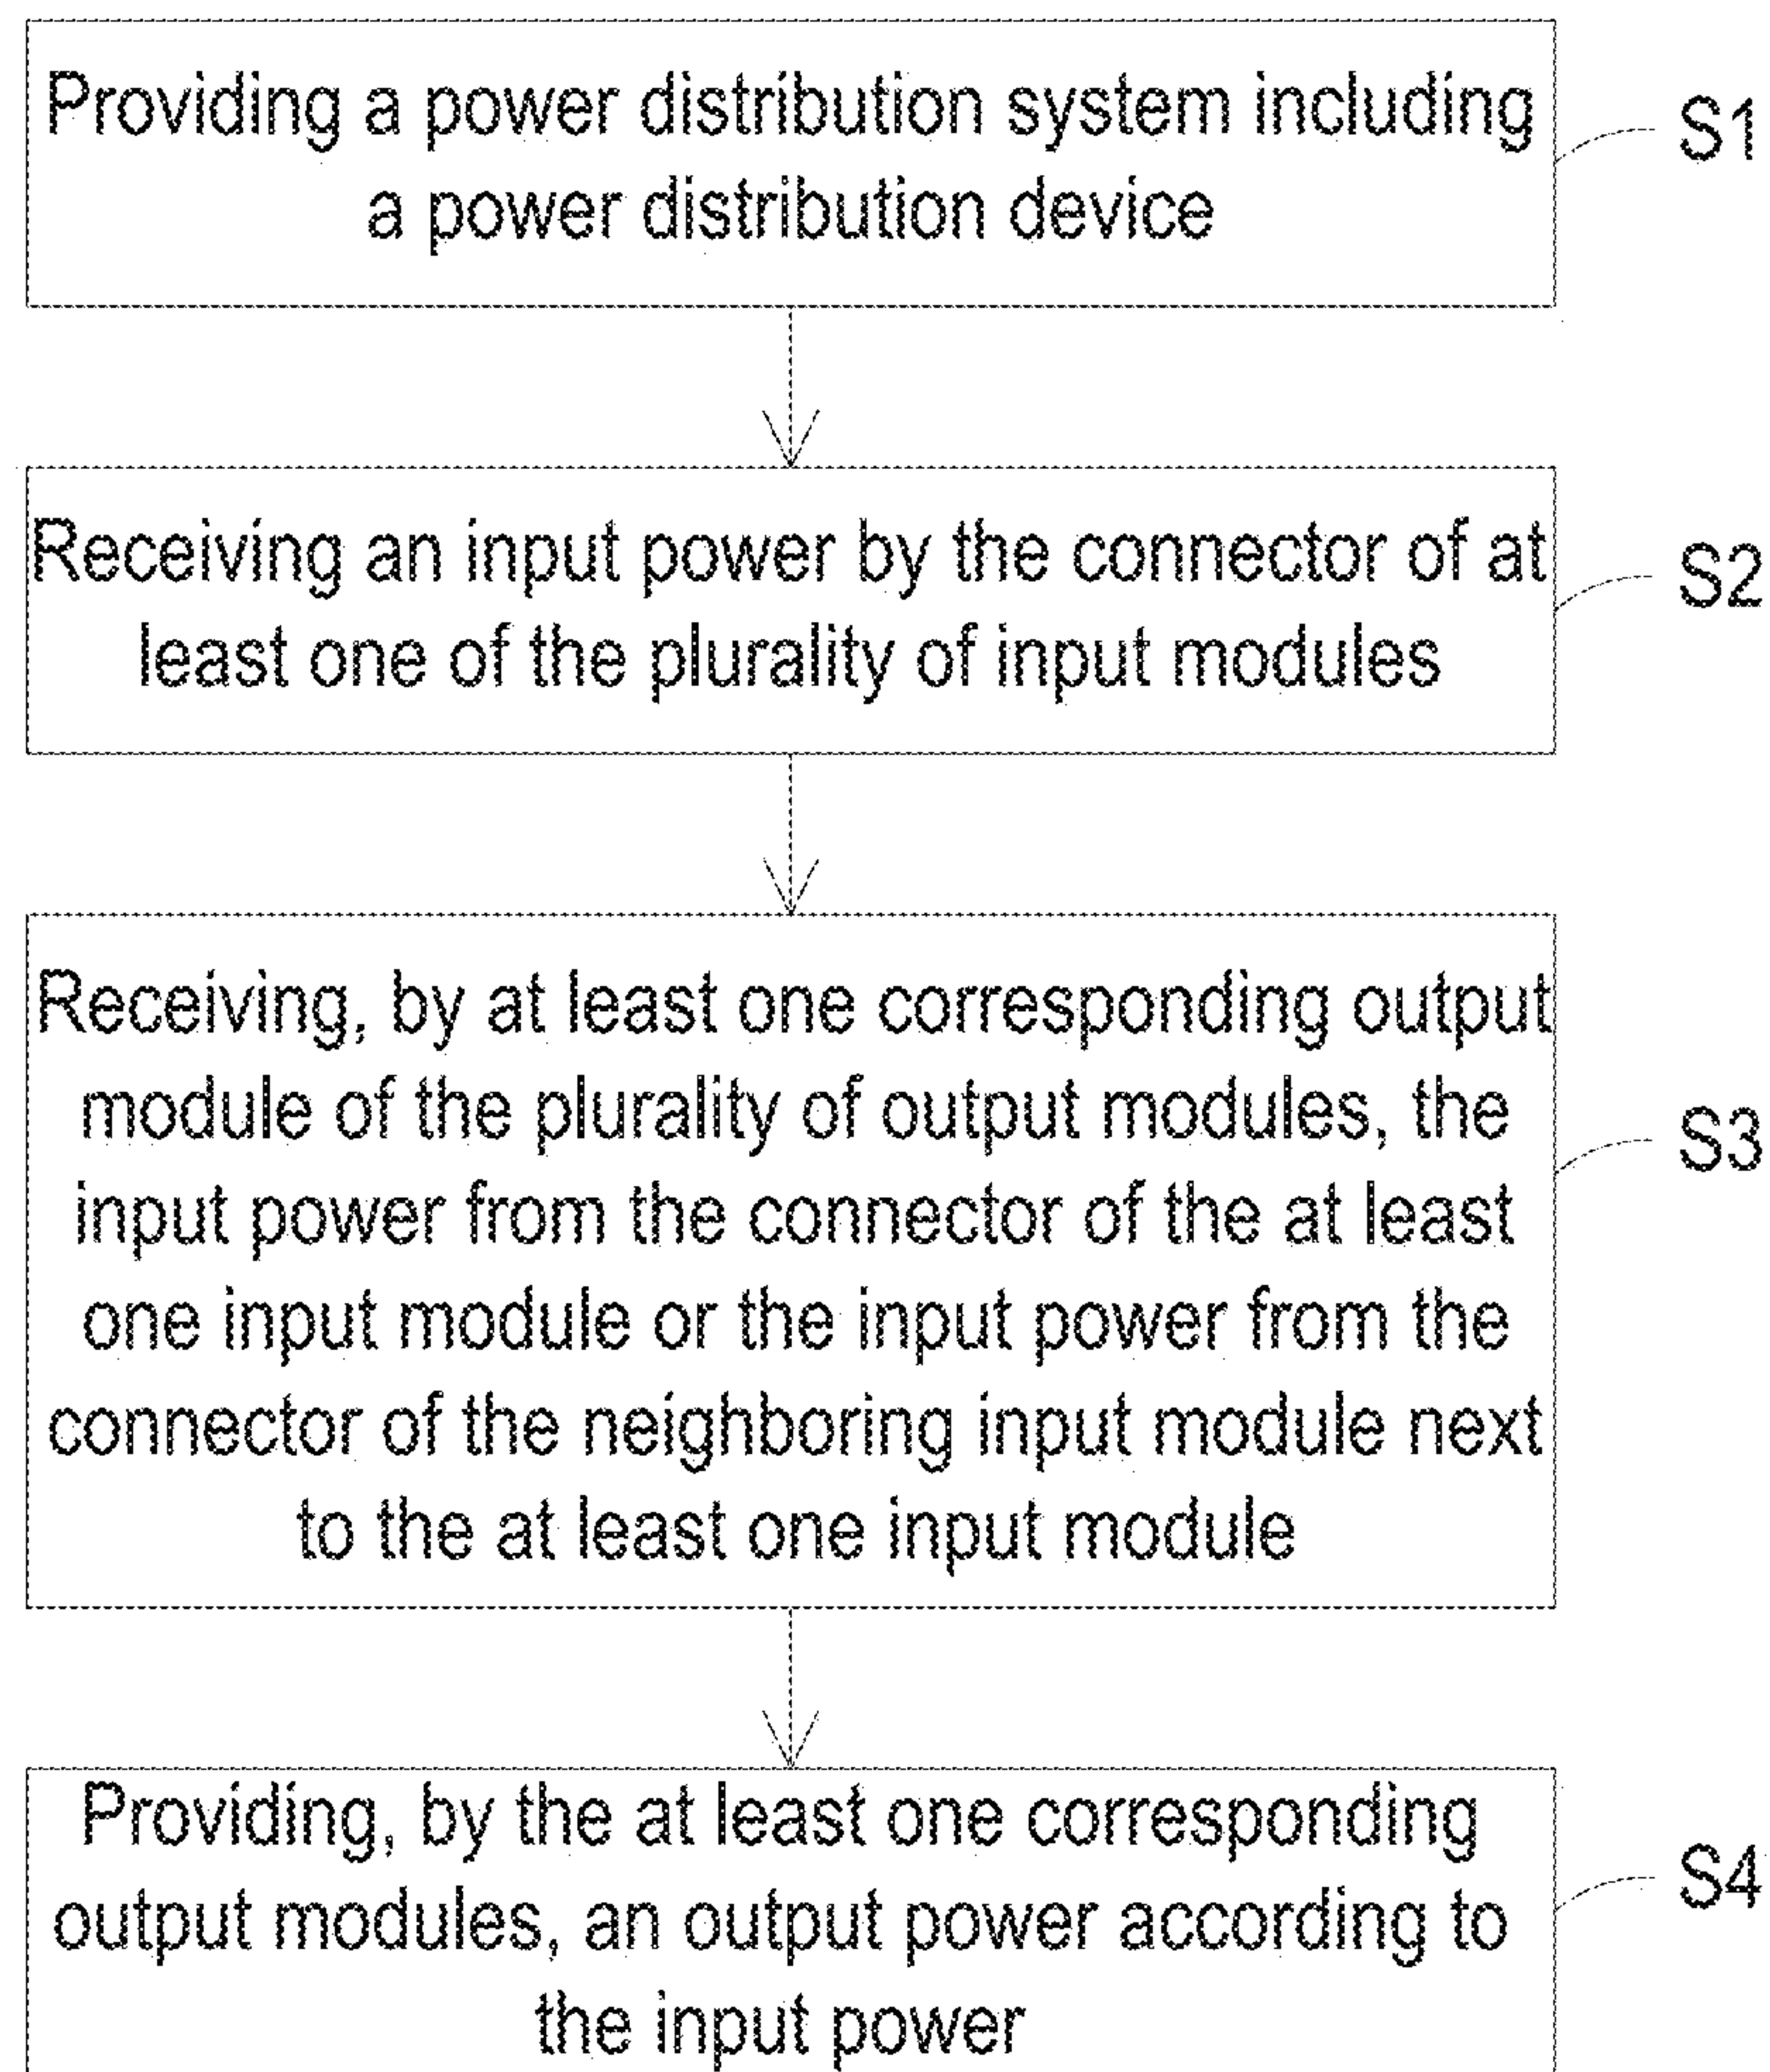 Providing a power distribution system including
a power distribution device
S1
Receiving an input power by the connector of at
least one of the plurality of input modules
S2
Receiving, by at least one corresponding output
module of the plurality of output modules, the
input power from the connector of the at least
one input module or the input power from the
connector of the neighboring input module next
to the at least one input module
S3
Providing, by the at least one corresponding
output modules, an output power according to
the input power
S4